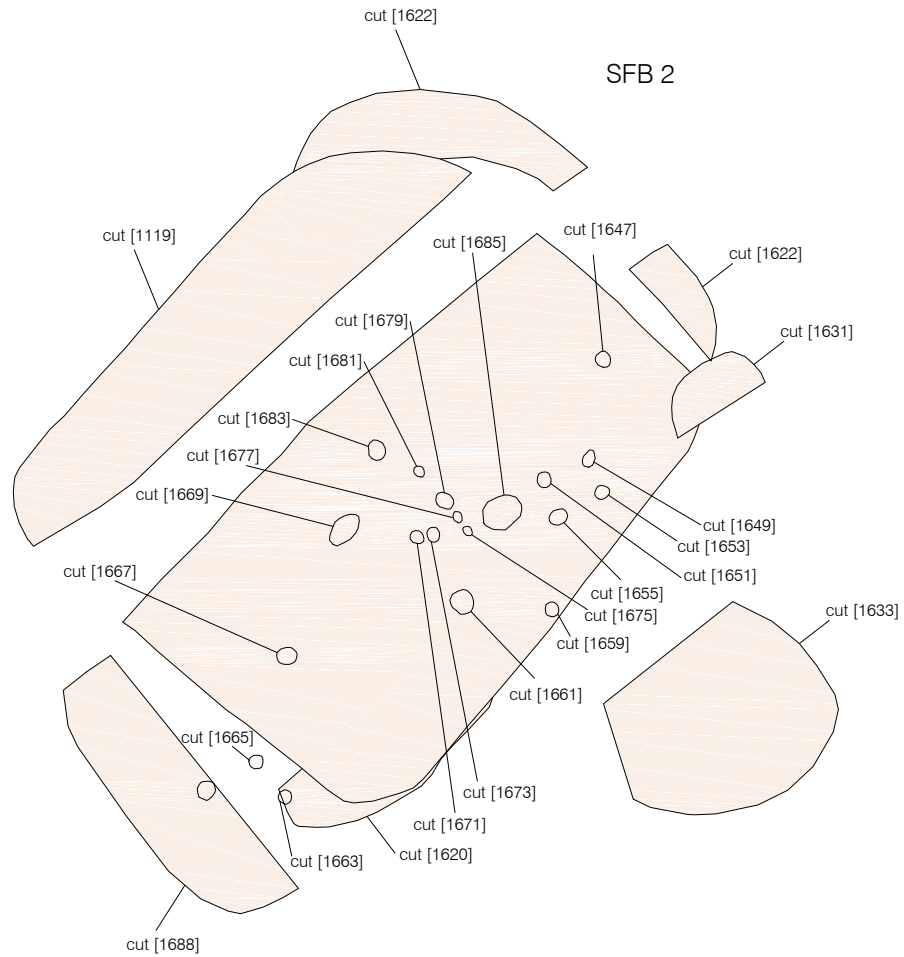 cut [1622]
SFB 2
cut [1647]
cut [1119]
cut [1685]
cut [1622]
cut [1679]
cut [1631]
cut [1681]
cut [1683]
cut [1677]
cut [1669]
cut [1649]
cut [1653]
cut [1667]
cut [1651]
cut [1655]
cut [1633]
cut [1675]
cut [1659]
cut [1661]
cut [1665]
cut [1673]
cut [1671]
cut [1620]
cut [1663]
cut [1688]